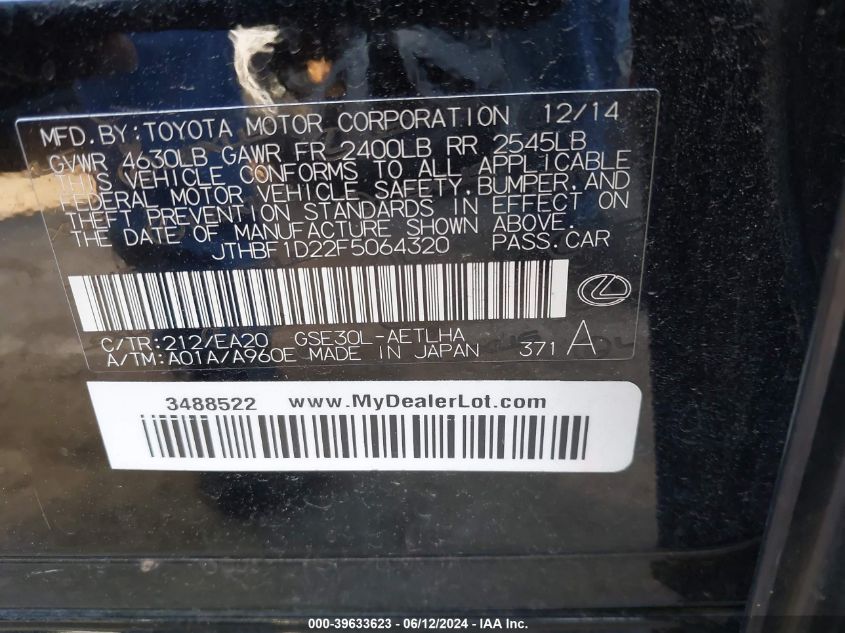 MFD. BY: TOYOTA MOTOR CORPORATION 12/14
GVWR 4630LB GAWR FR 2400LB RR 2545LB
THIS VEHICLE CONFORMS TO ALL APPLICABLE
FEDERAL MOTOR VEHICLE SAFETY, BUMPER, AND
THEFT PREVENTION STANDARDS IN EFFECT ON
THE DATE OF MANUFACTURE SHOWN ABOVE.
JTHBF1D22F5064320 PASS. CAR
C/TR: 212/EA20 GSE30L-AETLHA
A/TM: A01A/A960E MADE IN JAPAN 371 A
3488522 www.MyDealerLot.com
000-39633623 - 06/12/2024 - IAA Inc.